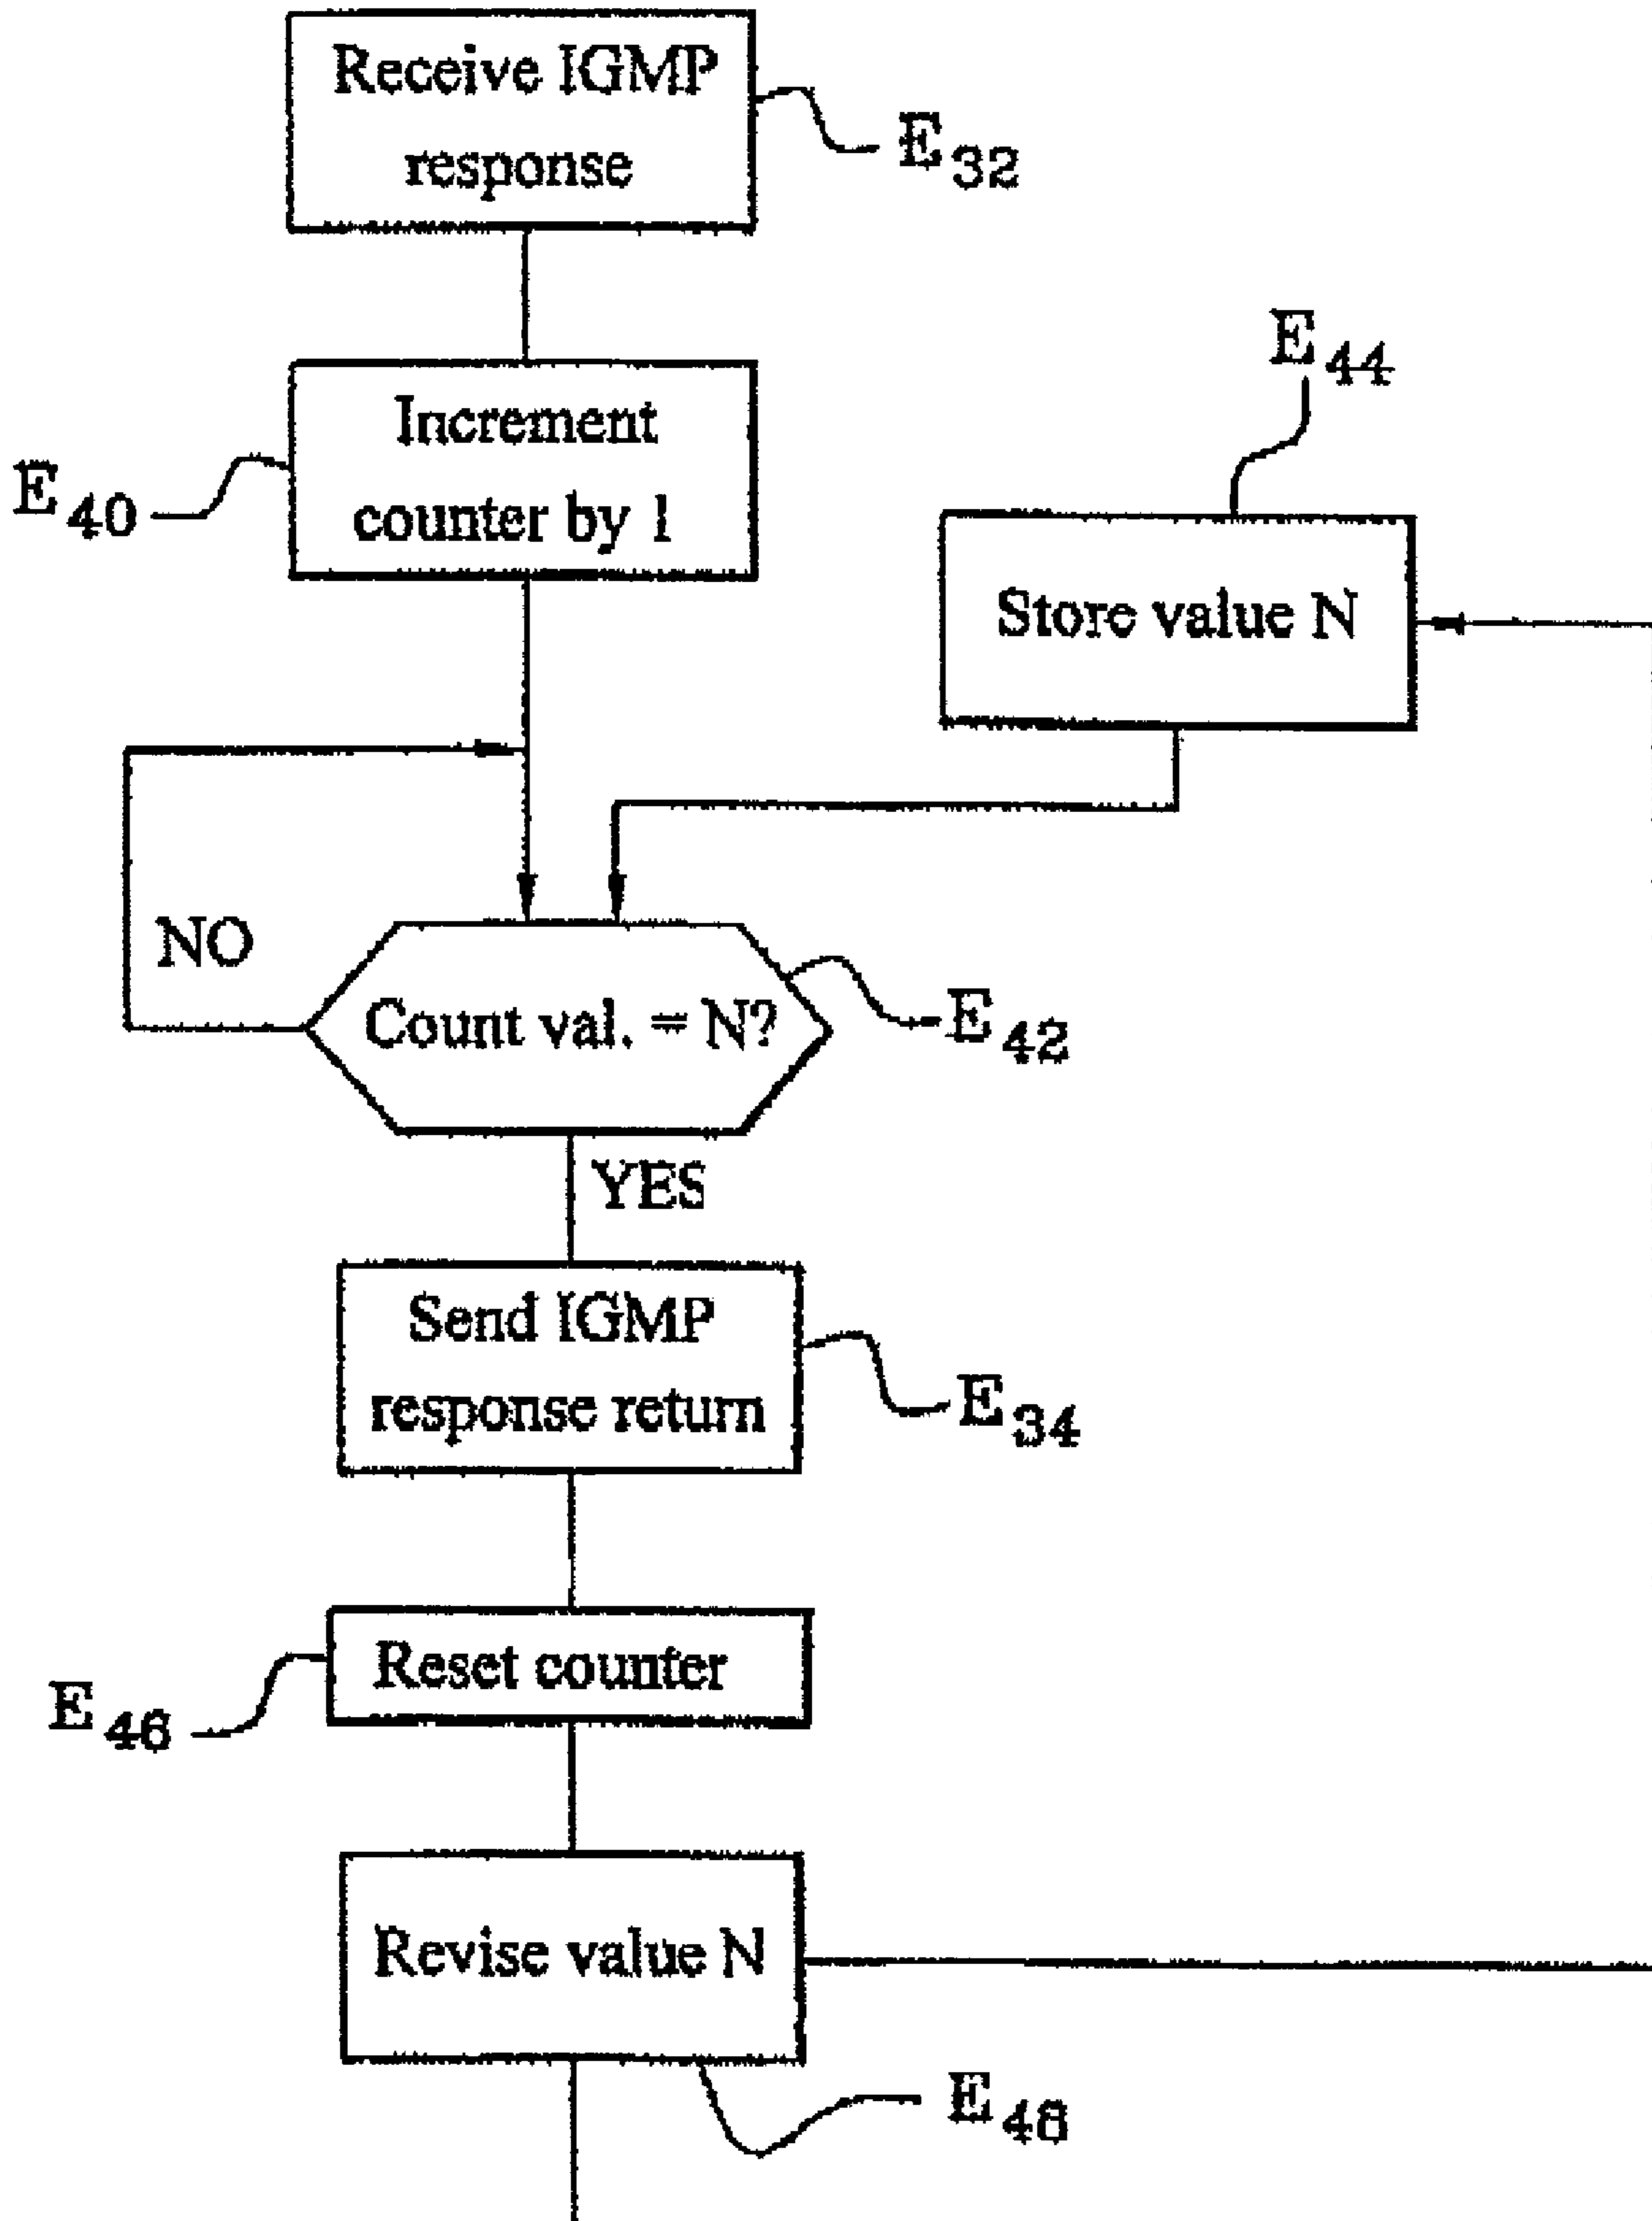 Receive IGMP
response
E32
Increment
counter by 1
E40
E44
Store value N
NO
Count val. = N?
E42
YES
Send IGMP
response return
E34
Reset counter
E46
Revise value N
E48